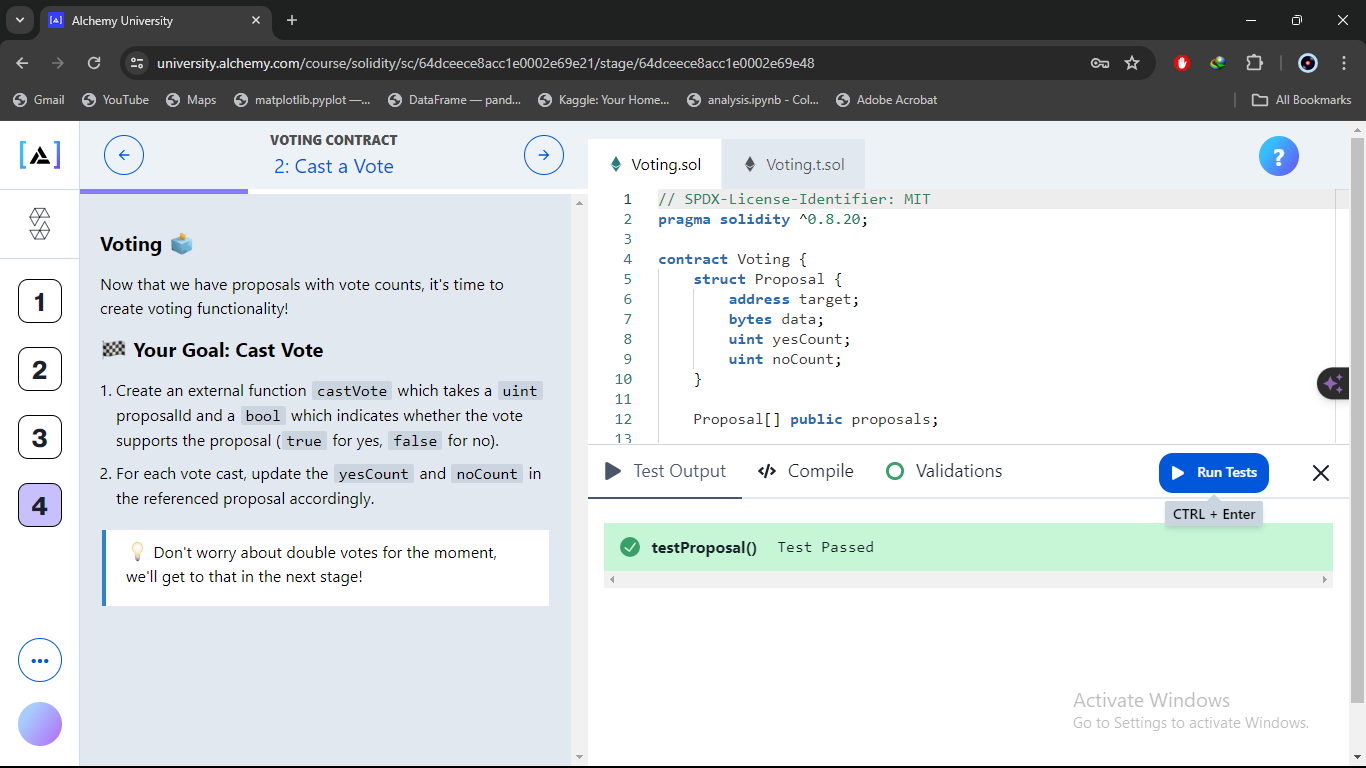 Alchemy University
university.alchemy.com/course/solidity/sc/64dceece8acc1e0002e69e21/stage/64dceece8acc1e0002e69e48
Gmail
YouTube
Maps
matplotlib.pyplot —...
DataFrame — pand...
Kaggle: Your Home...
analysis.ipynb - Col...
Adobe Acrobat
All Bookmarks
VOTING CONTRACT
2: Cast a Vote
1
2
3
4
Voting
Now that we have proposals with vote counts, it's time to
create voting functionality!
Your Goal: Cast Vote
1. Create an external function castVote which takes a uint
proposalId and a bool which indicates whether the vote
supports the proposal ( true for yes, false for no).
2. For each vote cast, update the yesCount and noCount in
the referenced proposal accordingly.
Don't worry about double votes for the moment,
we'll get to that in the next stage!
Voting.sol
Voting.t.sol
?
1 // SPDX-License-Identifier: MIT
2 pragma solidity ^0.8.20;
3
4 contract Voting {
5 struct Proposal {
6 address target;
7 bytes data;
8 uint yesCount;
9 uint noCount;
10 }
11
12 Proposal[] public proposals;
13
Test Output
Compile
Validations
Run Tests
CTRL + Enter
testProposal() Test Passed
Activate Windows
Go to Settings to activate Windows.